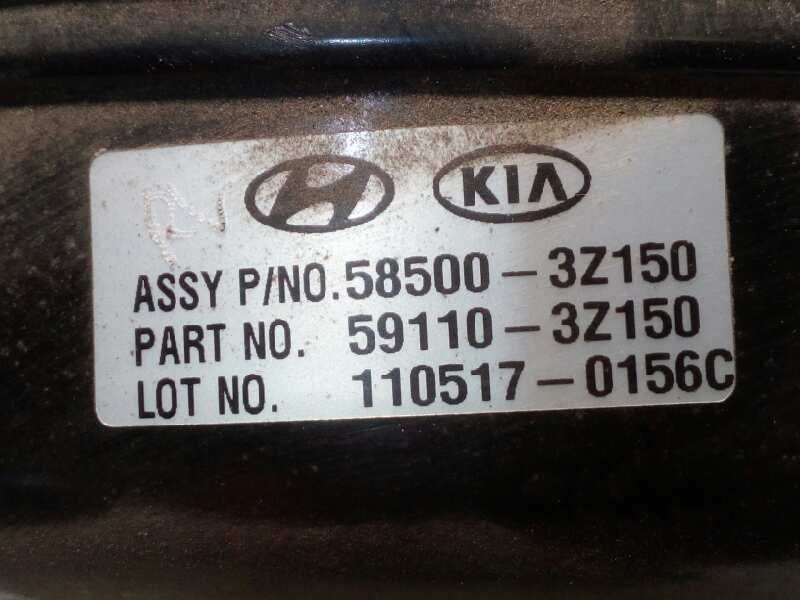 KIA
ASSY P/NO. 58500-3Z150
PART NO. 59110-3Z150
LOT NO. 110517-0156C